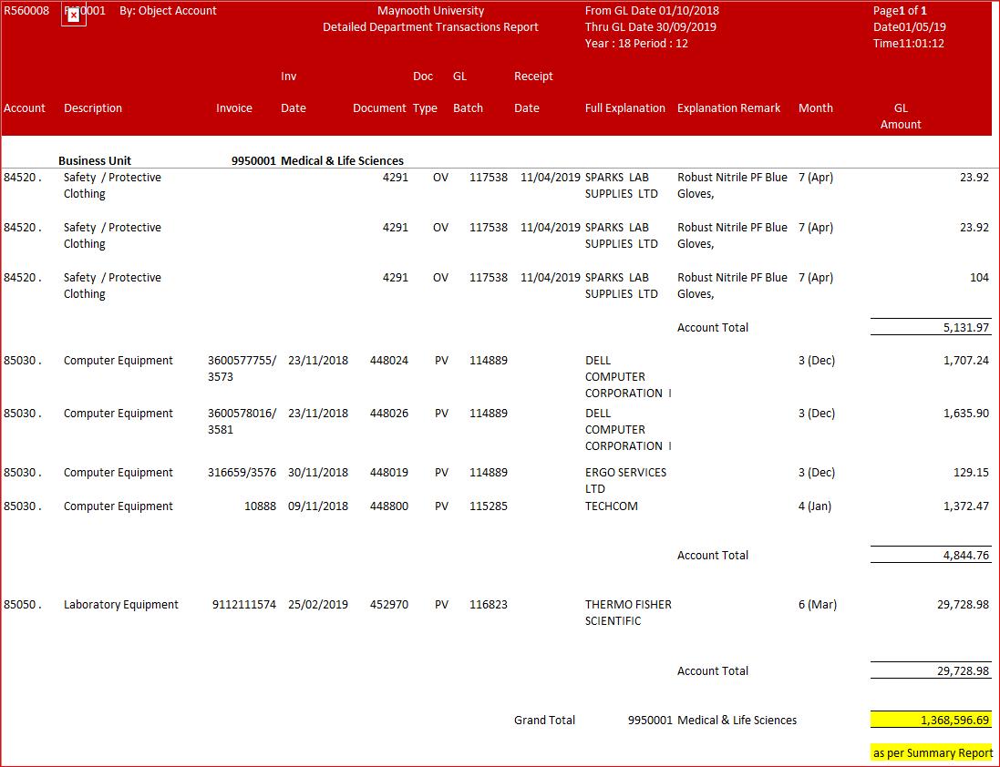 R560008 0001 By: Object Account Maynooth University From GL Date 01/10/2018 Page1 of 1
Detailed Department Transactions Report Thru GL Date 30/09/2019 Date01/05/19
Year : 18 Period : 12 Time11:01:12
Inv Doc GL Receipt
Account Description Invoice Date Document Type Batch Date Full Explanation Explanation Remark Month GL
Amount
Business Unit 9950001 Medical & Life Sciences
84520 . Safety / Protective 4291 OV 117538 11/04/2019 SPARKS LAB Robust Nitrile PF Blue 7 (Apr) 23.92
Clothing SUPPLIES LTD Gloves,
84520 . Safety / Protective 4291 OV 117538 11/04/2019 SPARKS LAB Robust Nitrile PF Blue 7 (Apr) 23.92
Clothing SUPPLIES LTD Gloves,
84520 . Safety / Protective 4291 OV 117538 11/04/2019 SPARKS LAB Robust Nitrile PF Blue 7 (Apr) 104
Clothing SUPPLIES LTD Gloves,
Account Total 5,131.97
85030 . Computer Equipment 3600577755/ 23/11/2018 448024 PV 114889 DELL 3 (Dec) 1,707.24
3573 COMPUTER
CORPORATION I
85030 . Computer Equipment 3600578016/ 23/11/2018 448026 PV 114889 DELL 3 (Dec) 1,635.90
3581 COMPUTER
CORPORATION I
85030 . Computer Equipment 316659/3576 30/11/2018 448019 PV 114889 ERGO SERVICES 3 (Dec) 129.15
LTD
85030 . Computer Equipment 10888 09/11/2018 448800 PV 115285 TECHCOM 4 (Jan) 1,372.47
Account Total 4,844.76
85050 . Laboratory Equipment 9112111574 25/02/2019 452970 PV 116823 THERMO FISHER 6 (Mar) 29,728.98
SCIENTIFIC
Account Total 29,728.98
Grand Total 9950001 Medical & Life Sciences 1,368,596.69
as per Summary Report